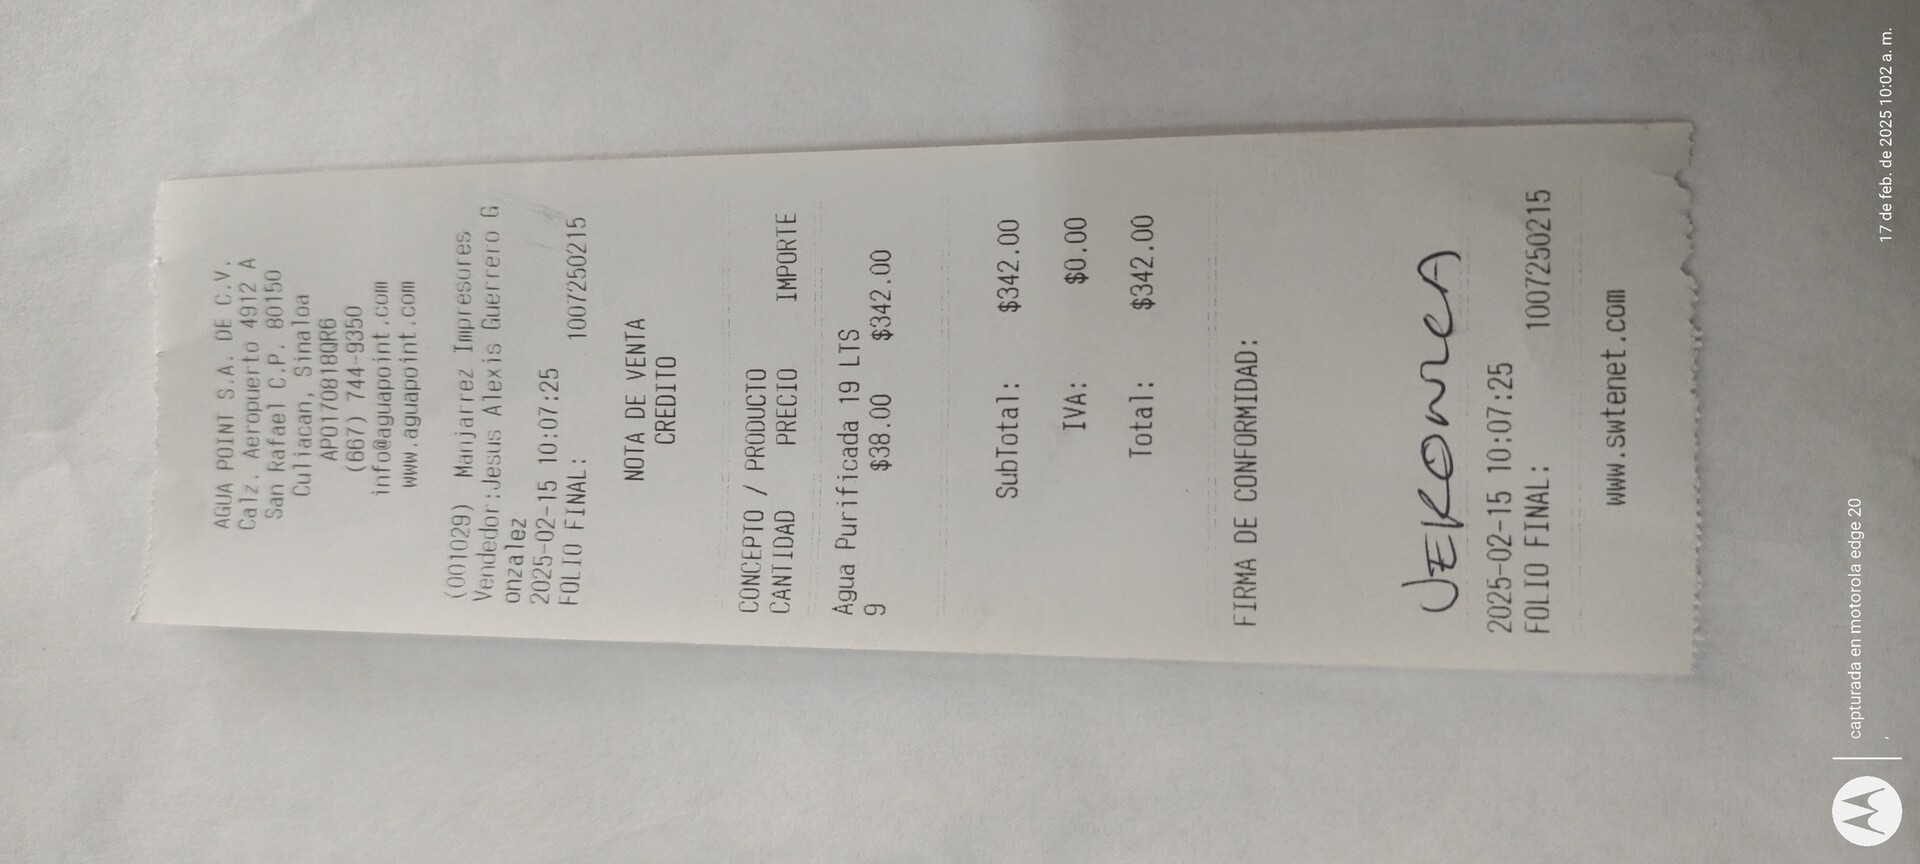 AGUA POINT S.A. DE C.V.
Calz. Aeropuerto 4912 A
San Rafael C.P. 80150
Culiacan, Sinaloa
APO170818QR6
(667) 744-9350
info@aguapoint.com
www.aguapoint.com
(001029) Manjarrez Impresores
Vendedor:Jesus Alexis Guerrero G
onzalez
2025-02-15 10:07:25
FOLIO FINAL: 1007250215
NOTA DE VENTA
CREDITO
CONCEPTO / PRODUCTO
CANTIDAD PRECIO IMPORTE
Agua Purificada 19 LTS
9 $38.00 $342.00
SubTotal: $342.00
IVA: $0.00
Total: $342.00
FIRMA DE CONFORMIDAD:
JEROnicA
2025-02-15 10:07:25
FOLIO FINAL: 1007250215
www.swtenet.com
capturada en motorola edge 20
,
17 de feb. de 2025 10:02 a. m.